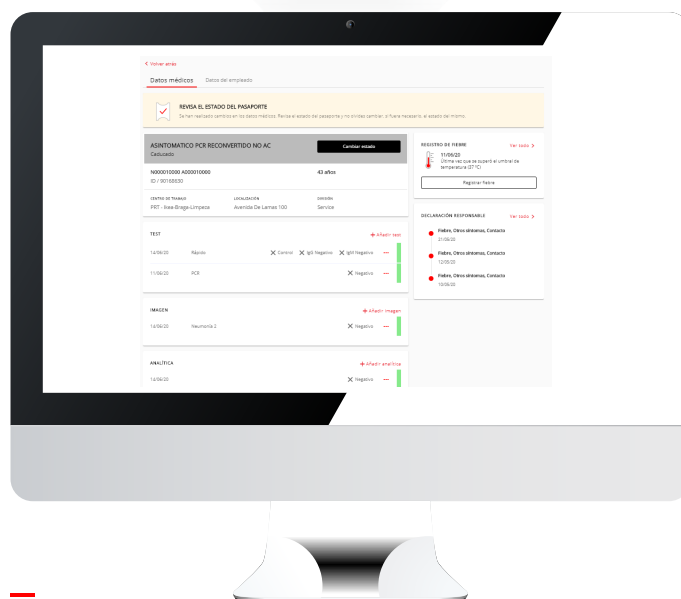 Volver atrás
Datos médicos
Datos del empleado
REVISA EL ESTADO DEL PASAPORTE
Se han realizado cambios en los datos médicos. Revisa el estado del pasaporte y no olvides cambiar, si fuera necesario, el estado del mismo.
ASINTOMATICO PCR RECONVERTIDO NO AC
Caducado
Cambiar estado
N000010000 A000010000
43 años
ID / 90168630
CENTRO DE TRABAJO
LOCALIZACIÓN
DIVISIÓN
PRT - Ikea-Braga-Limpeza
Avenida De Lamas 100
Service
TEST
+ Añadir test
14/06/20 Rápido Control IgG Negativo IgM Negativo
11/06/20 PCR Negativo
IMAGEN
+ Añadir imagen
14/06/20 Neumonía 2 Negativo
ANALÍTICA
+ Añadir analítica
14/06/20 Negativo
REGISTRO DE FIEBRE
Ver todo
11/06/20
Última vez que se superó el umbral de
temperatura (37 ºC)
Registrar fiebre
DECLARACIÓN RESPONSABLE
Ver todo
Fiebre, Otros síntomas, Contacto
21/05/20
Fiebre, Otros síntomas, Contacto
12/05/20
Fiebre, Otros síntomas, Contacto
10/05/20